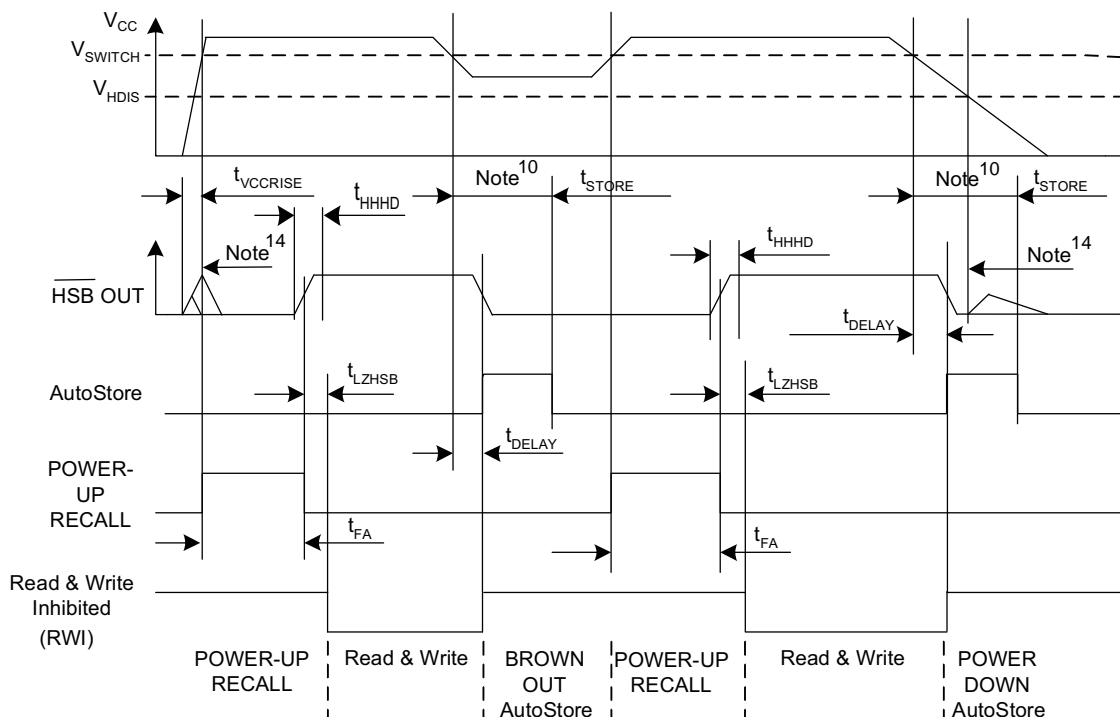 VCC
VSWITCH
VHDIS
tVCCRISE
tHHHD
Note10
tSTORE
Note10
tSTORE
Note14
tHHHD
Note14
HSB OUT
tDELAY
AutoStore
tLZHSB
tLZHSB
tDELAY
POWER-
UP
RECALL
tFA
tFA
Read & Write
Inhibited
(RWI)
POWER-UP
RECALL
Read & Write
BROWN
OUT
AutoStore
POWER-UP
RECALL
Read & Write
POWER
DOWN
AutoStore